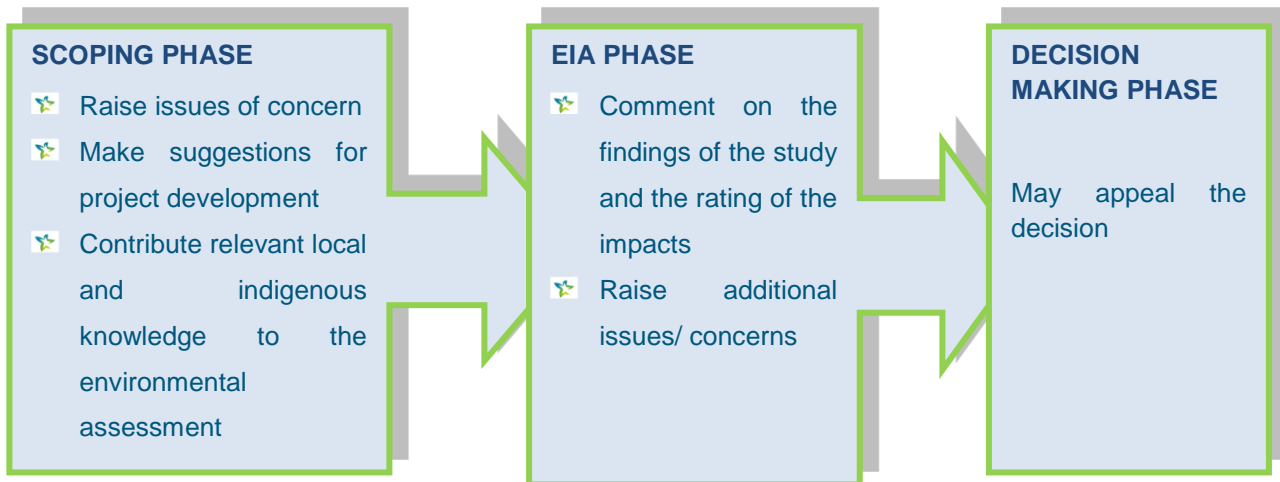 SCOPING PHASE
Raise issues of concern
Make suggestions for
project development
Contribute relevant local
and indigenous
knowledge to the
environmental
assessment
EIA PHASE
Comment on the
findings of the study
and the rating of the
impacts
Raise additional
issues/ concerns
DECISION
MAKING PHASE
May appeal the
decision